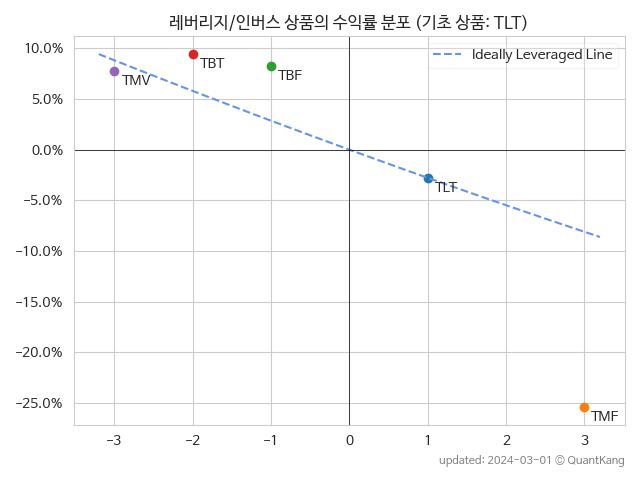 레버리지/인버스 상품의 수익률 분포 (기초 상품: TLT)
Ideally Leveraged Line
10.0%
5.0%
0.0%
−5.0%
−10.0%
−15.0%
−20.0%
−25.0%
TMV
TBT
TBF
TLT
TMF
−3 −2 −1 0 1 2 3
updated: 2024-03-01 © QuantKang